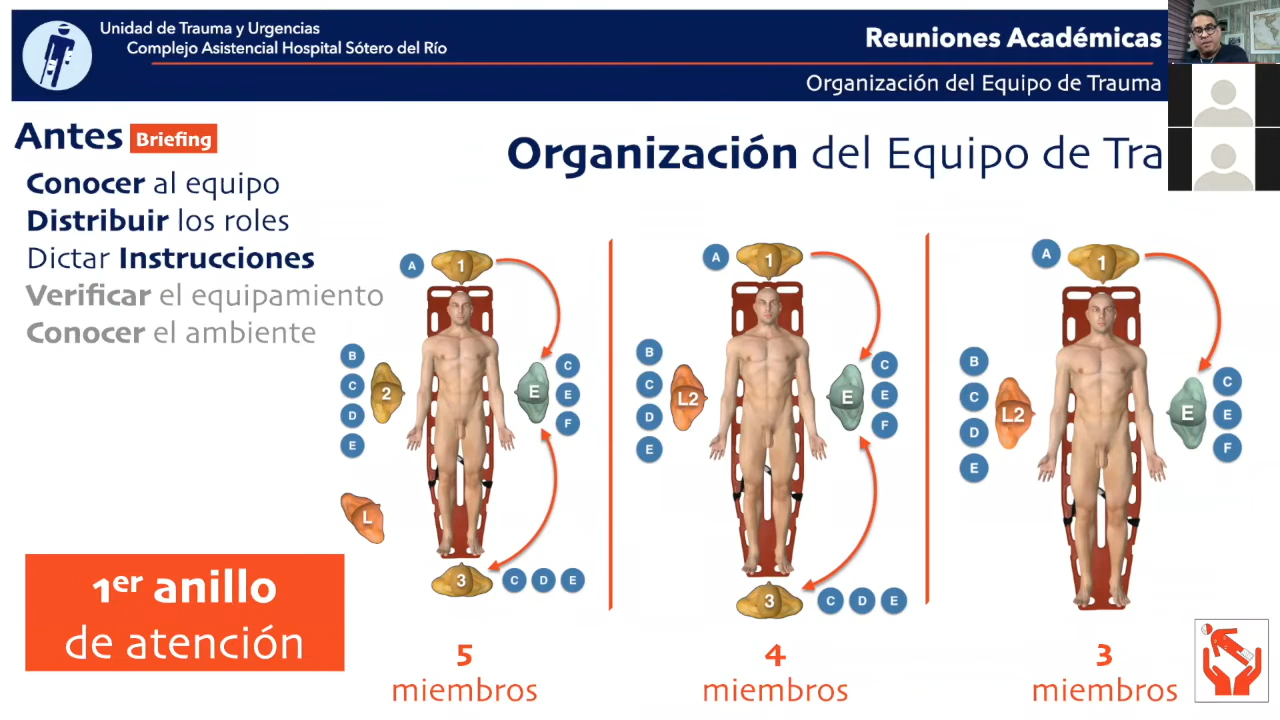 Unidad de Trauma y Urgencias
Complejo Asistencial Hospital Sótero del Río
Reuniones Académicas
Organización del Equipo de Trauma
Antes Briefing
Organización del Equipo de Tra
Conocer al equipo
Distribuir los roles
Dictar Instrucciones
Verificar el equipamiento
Conocer el ambiente
A 1
B
C
D
E
2
E
C
E
F
L
3 C D E
5
miembros
A 1
B
C
D
E
L2
E
C
E
F
3 C D E
4
miembros
A 1
B
C
D
E
L2
E
C
E
F
3
miembros
1er anillo
de atención